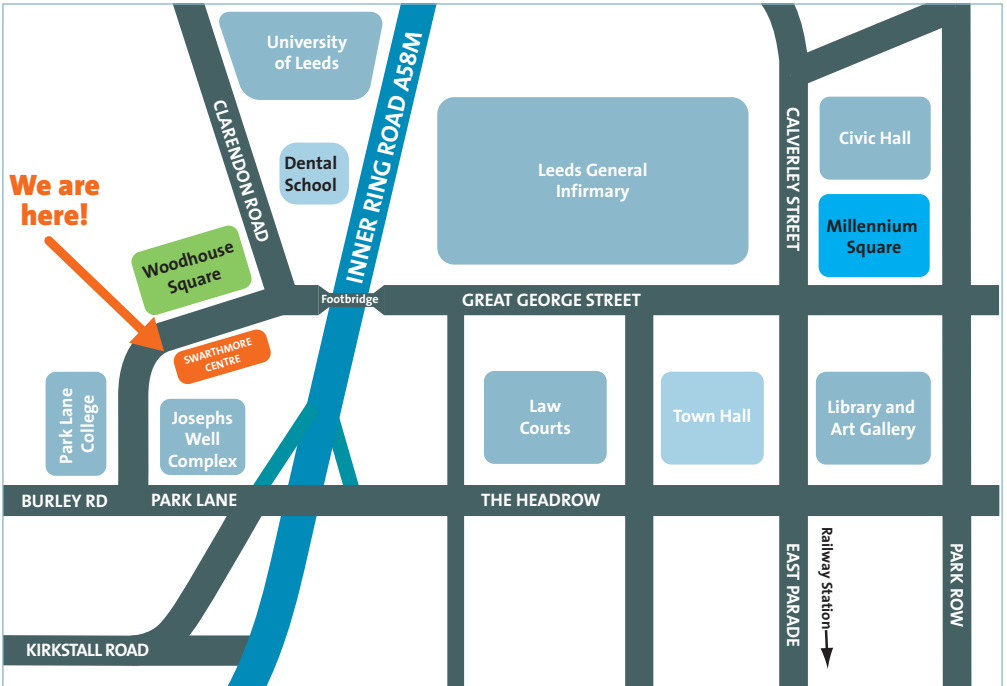 University
of Leeds
INNER RING ROAD A58M
CLARENDON ROAD
CALVERLEY STREET
Civic Hall
Dental
School
Leeds General
Infirmary
We are
here!
Millennium
Square
Woodhouse
Square
Footbridge
GREAT GEORGE STREET
SWARTHMORE
CENTRE
Park Lane
College
Josephs
Well
Complex
Law
Courts
Town Hall
Library and
Art Gallery
BURLEY RD
PARK LANE
THE HEADROW
EAST PARADE
Railway Station
PARK ROW
KIRKSTALL ROAD